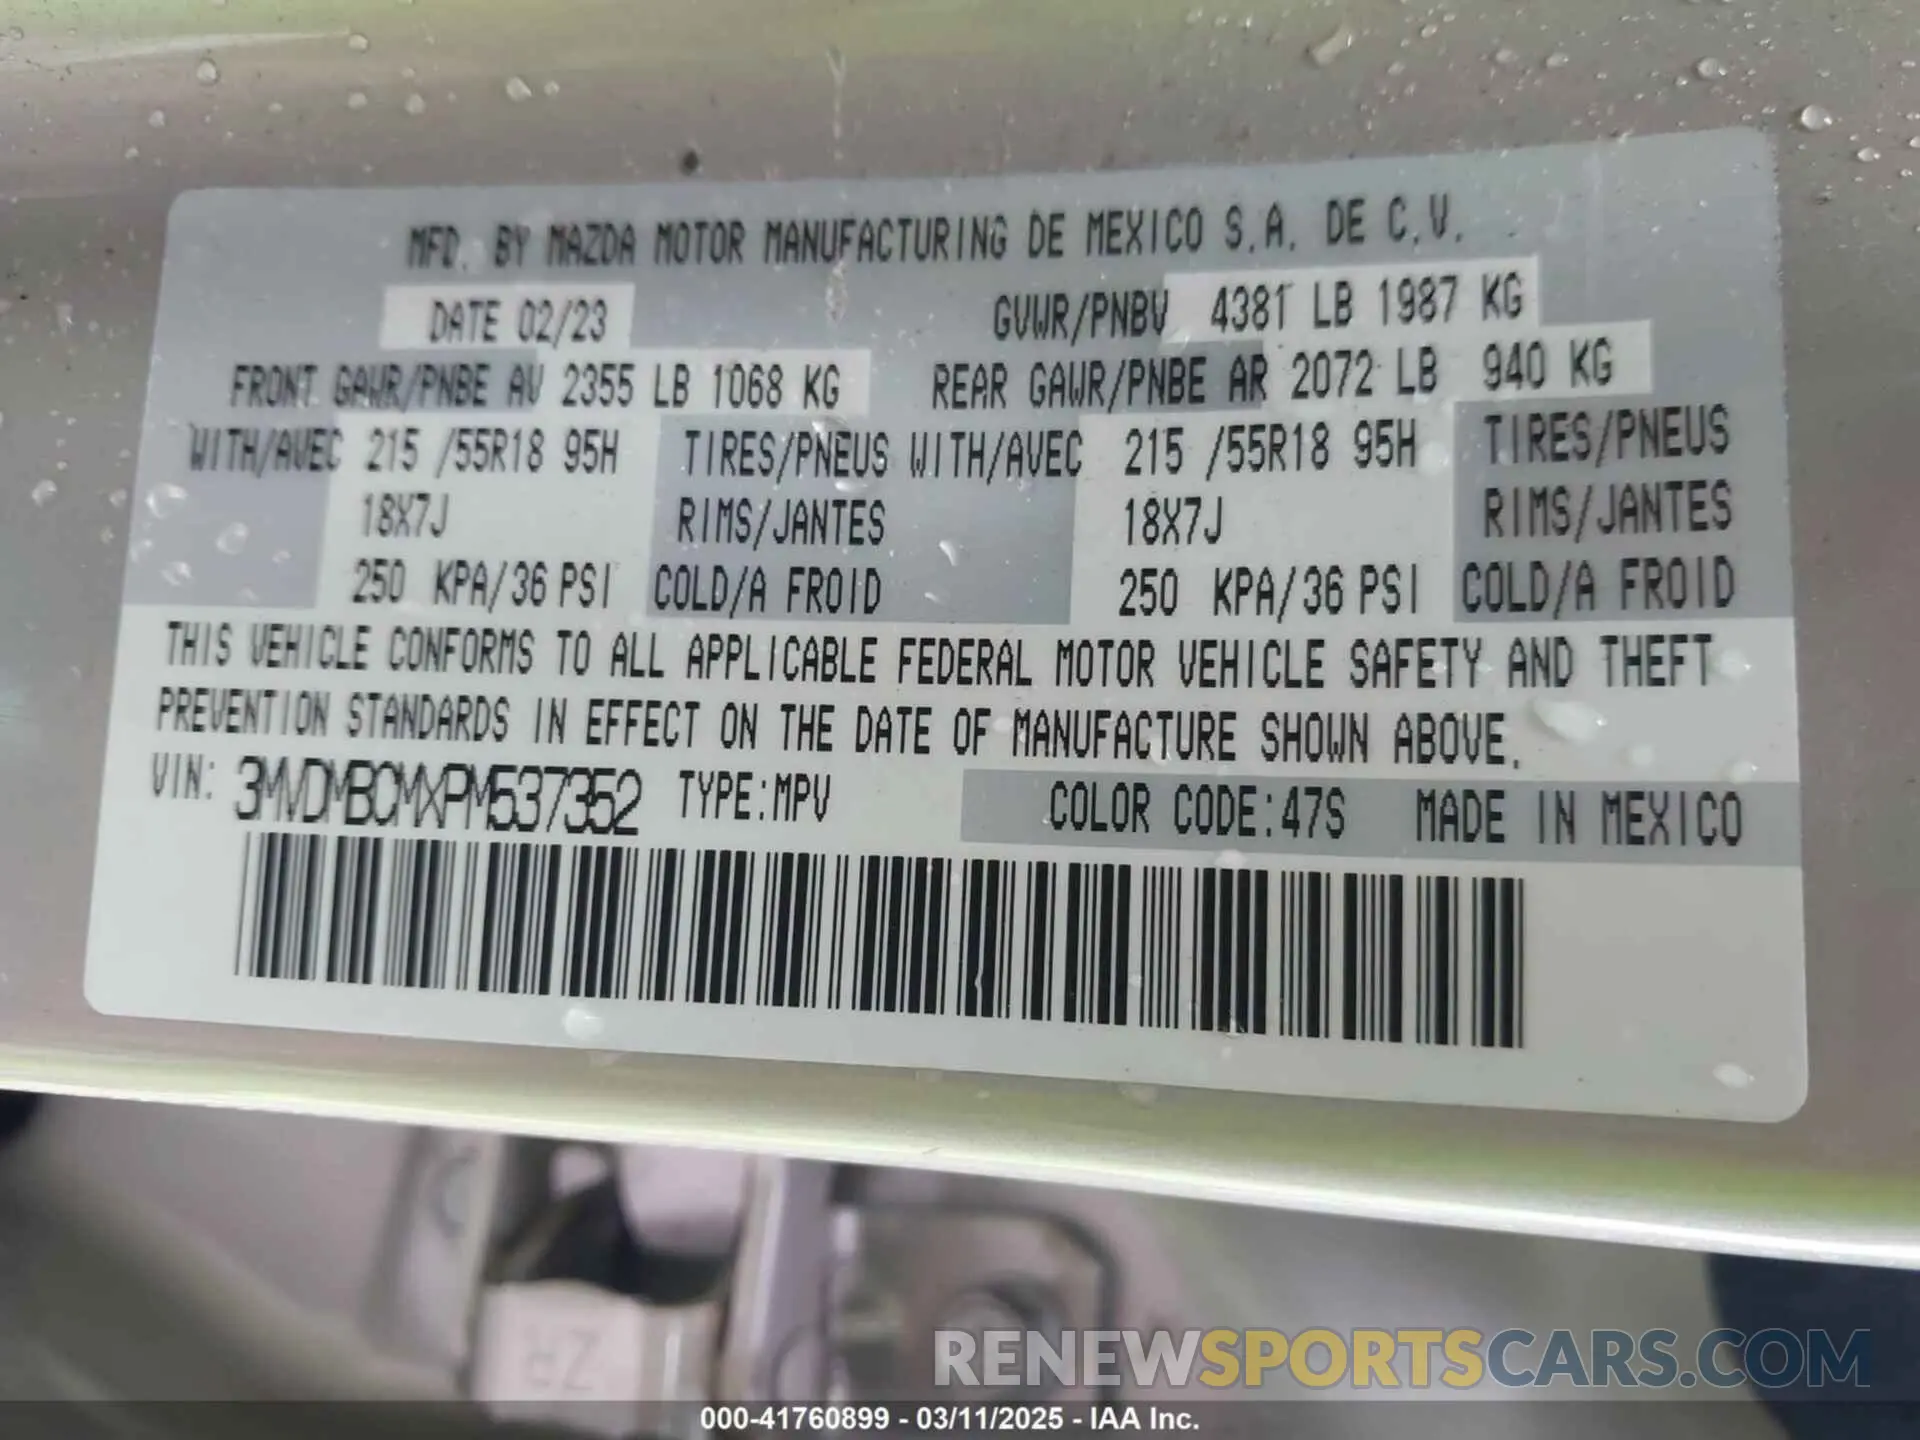 MFD. BY MAZDA MOTOR MANUFACTURING DE MEXICO S.A. DE C.V.
DATE 02/23 GVWR/PNBV 4381 LB 1987 KG
FRONT GAWR/PNBE AV 2355 LB 1068 KG REAR GAWR/PNBE AR 2072 LB 940 KG
WITH/AVEC 215 /55R18 95H TIRES/PNEUS WITH/AVEC 215 /55R18 95H TIRES/PNEUS
18X7J RIMS/JANTES 18X7J RIMS/JANTES
250 KPA/36 PSI COLD/A FROID 250 KPA/36 PSI COLD/A FROID
THIS VEHICLE CONFORMS TO ALL APPLICABLE FEDERAL MOTOR VEHICLE SAFETY AND THEFT
PREVENTION STANDARDS IN EFFECT ON THE DATE OF MANUFACTURE SHOWN ABOVE.
VIN: 3MVDMBCMXPM537352 TYPE:MPV COLOR CODE:47S MADE IN MEXICO
RENEWSPORTSCARS.COM
000-41760899 - 03/11/2025 - IAA Inc.